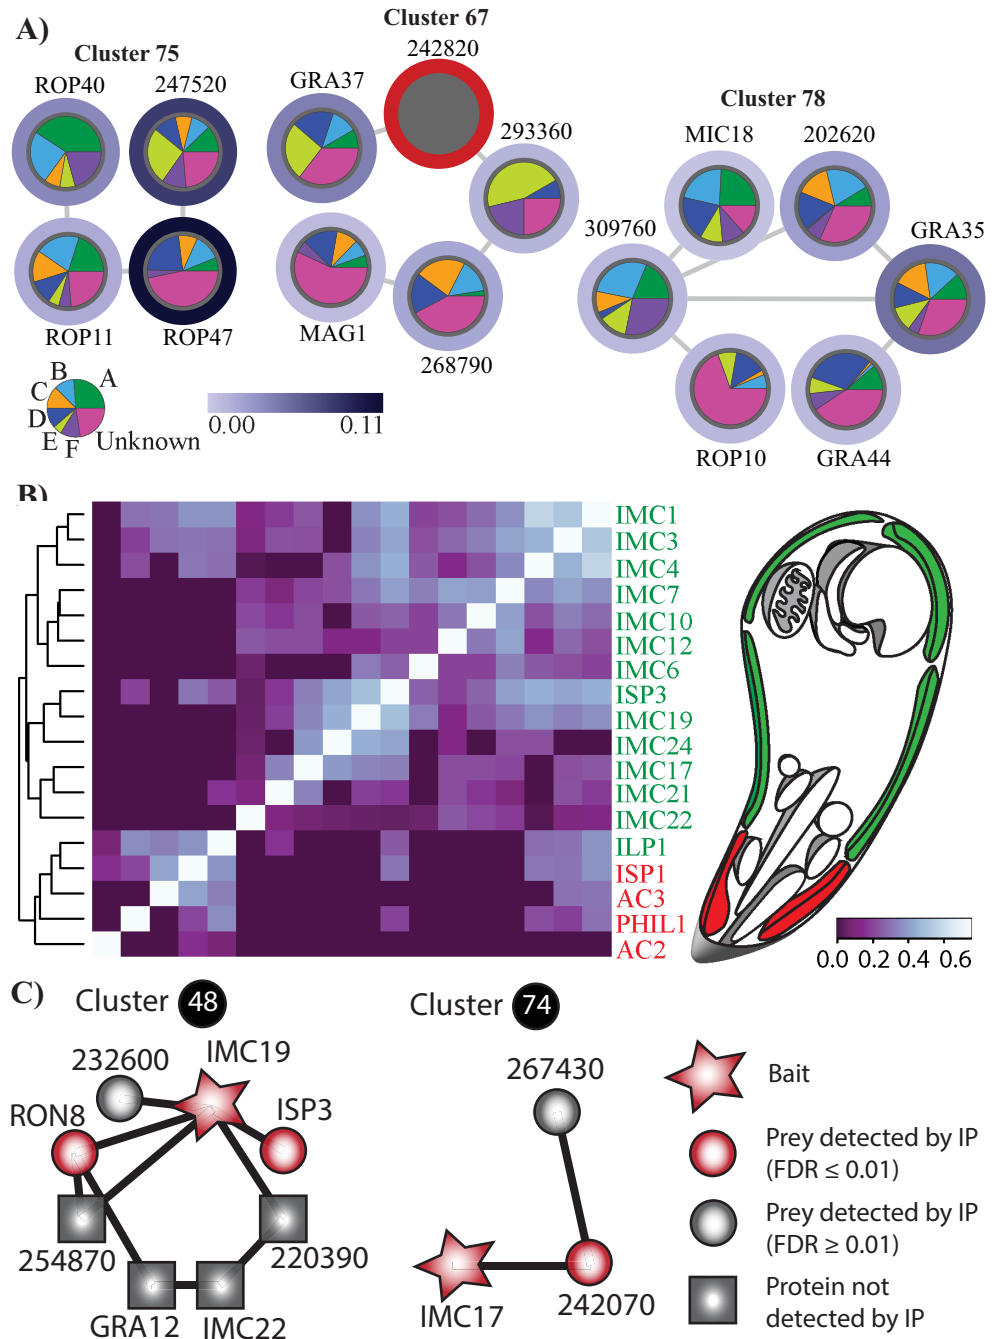 A)
Cluster 75
ROP40
247520
ROP11
ROP47
Cluster 67
242820
GRA37
293360
MAG1
268790
Cluster 78
MIC18
202620
309760
GRA35
ROP10
GRA44
B
A
C
D
E
F
Unknown
0.00
0.11
B)
IMC1
IMC3
IMC4
IMC7
IMC10
IMC12
IMC6
ISP3
IMC19
IMC24
IMC17
IMC21
IMC22
ILP1
ISP1
AC3
PHIL1
AC2
0.0 0.2 0.4 0.6
C)
Cluster 48
232600
IMC19
RON8
ISP3
254870
220390
GRA12
IMC22
Cluster 74
267430
IMC17
242070
Bait
Prey detected by IP
(FDR ≤ 0.01)
Prey detected by IP
(FDR ≥ 0.01)
Protein not
detected by IP